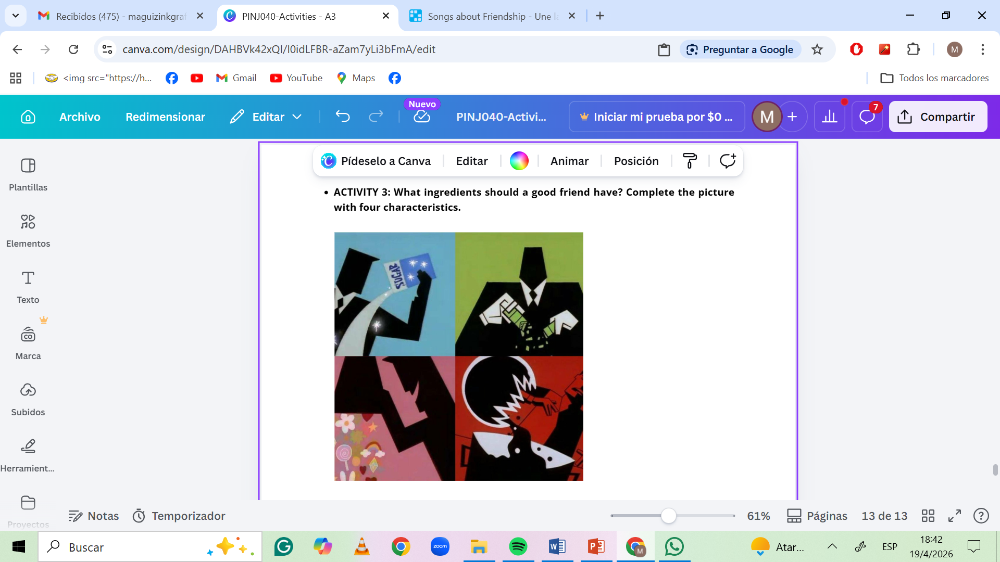 Recibidos (475) - maguizinkgraf
PINJ040-Activities - A3
Songs about Friendship - Une la
canva.com/design/DAHBVk42xQI/I0idLFBR-aZam7yLi3bFmA/edit
Preguntar a Google
M
<img src="https://h...
Gmail
YouTube
Maps
Todos los marcadores
Nuevo
Archivo
Redimensionar
Editar
PINJ040-Activi...
Iniciar mi prueba por $0 ...
M
7
Compartir
Plantillas
Elementos
Texto
CO
Marca
Subidos
Herramient...
Proyectos
Pídeselo a Canva
Editar
Animar
Posición
• ACTIVITY 3: What ingredients should a good friend have? Complete the picture
with four characteristics.
SUGAR
Notas
Temporizador
61%
Páginas
13 de 13
Buscar
zoom
M
Atar...
ESP
18:42
19/4/2026